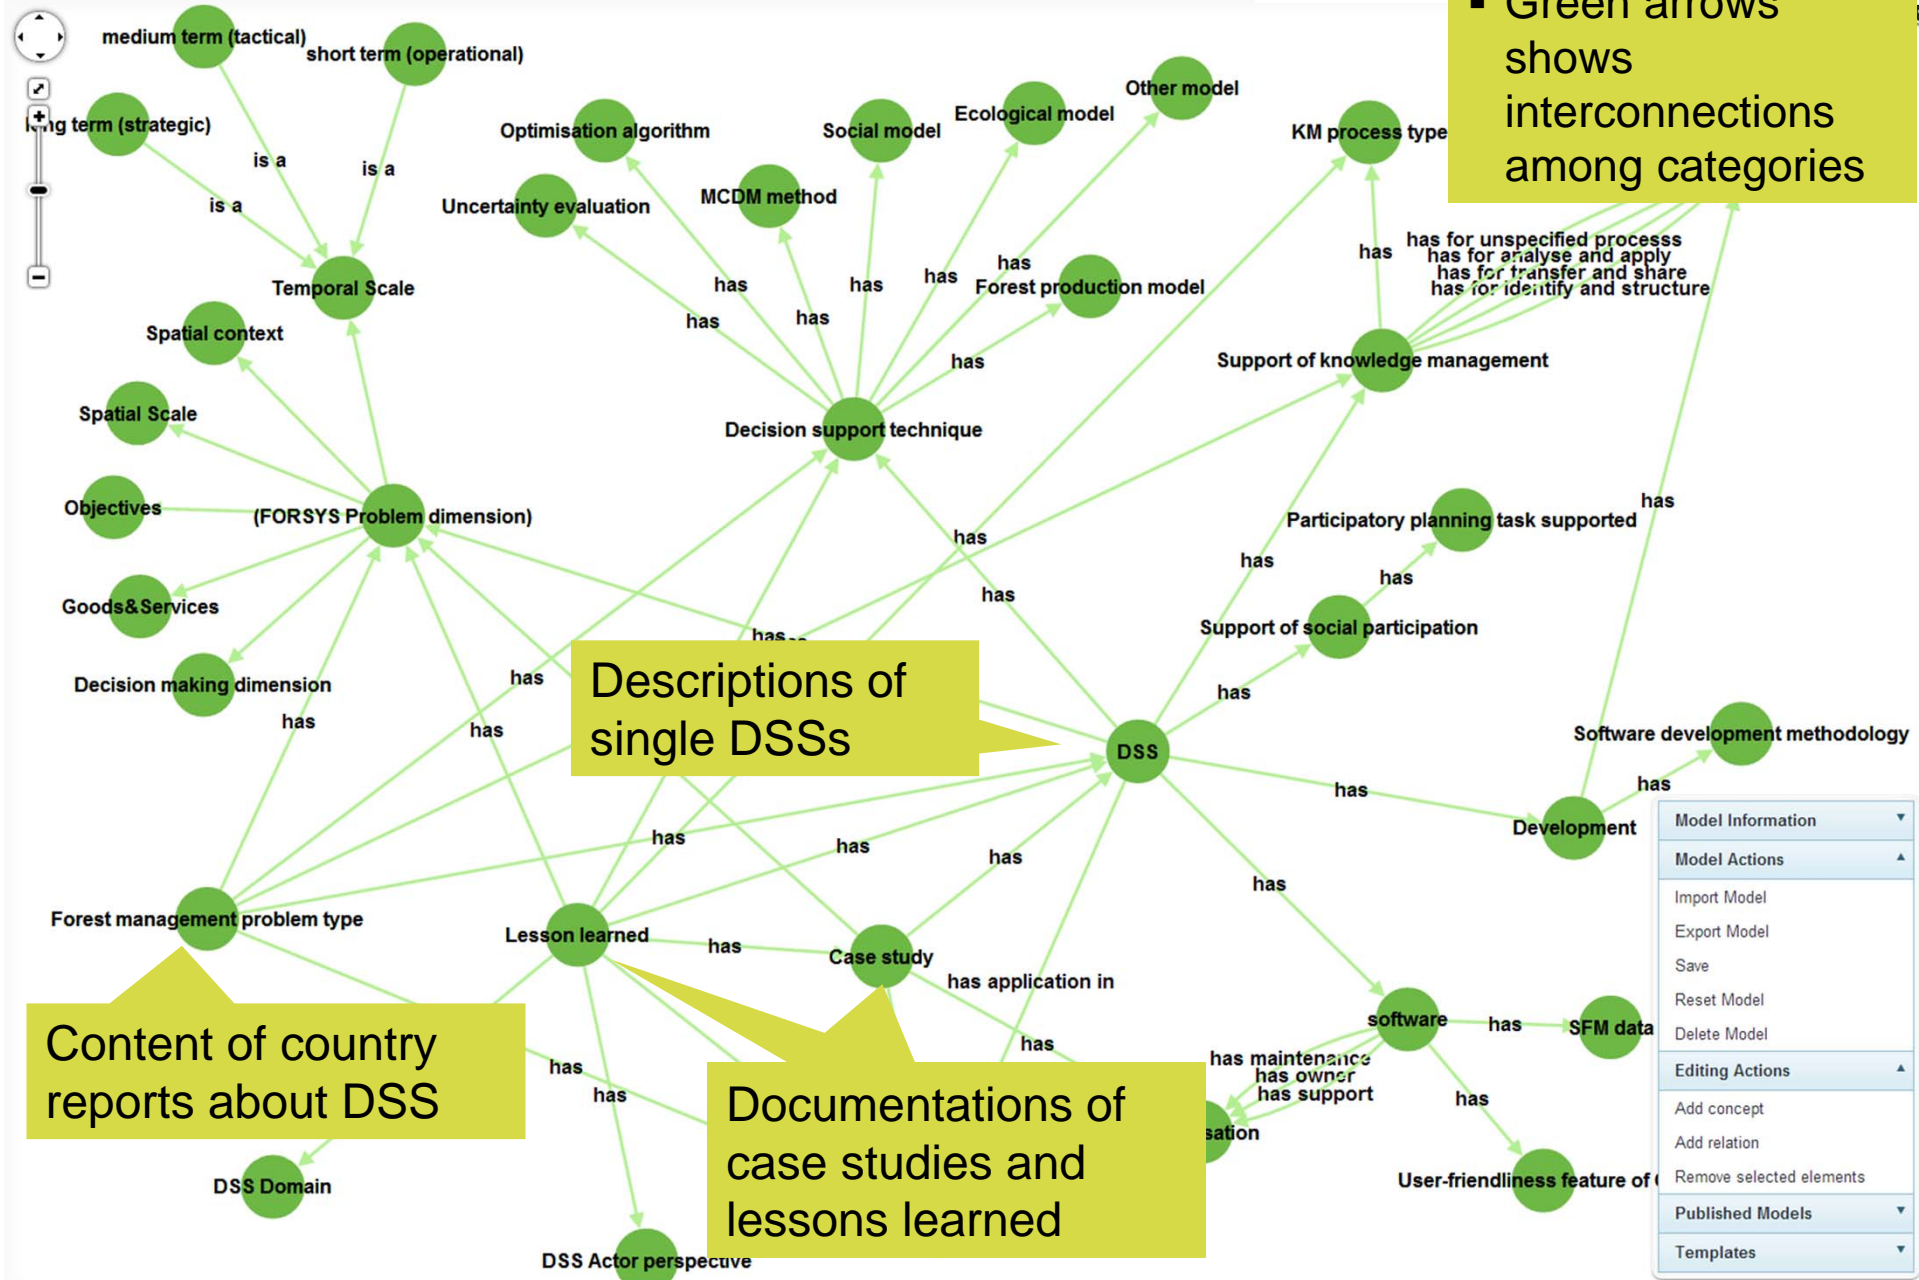 Green arrows
shows
interconnections
among categories
medium term (tactical)
short term (operational)
term (strategic)
is a
is a
is a
Temporal Scale
Optimisation algorithm
Uncertainty evaluation
MCDM method
Social model
Ecological model
Other model
Forest production model
KM process type
has
has
has
has
has
has
has
has
has for unspecified processs
has for analyse and apply
has for transfer and share
has for identify and structure
Spatial context
Spatial Scale
Objectives
(FORSYS Problem dimension)
Goods&Services
Decision making dimension
Decision support technique
Support of knowledge management
Participatory planning task supported
has
has
has
has
has
Support of social participation
has
has
has
has
has
has
Descriptions of
single DSSs
DSS
Software development methodology
has
has
Development
has
has
has
has
Forest management problem type
Lesson learned
has
Case study
has application in
has
software
has
SFM data
has maintenance
has owner
has support
has
has
has
User-friendliness feature of
DSS Domain
DSS Actor perspective
Content of country
reports about DSS
Documentations of
case studies and
lessons learned
Model Information
Model Actions
Import Model
Export Model
Save
Reset Model
Delete Model
Editing Actions
Add concept
Add relation
Remove selected elements
Published Models
Templates